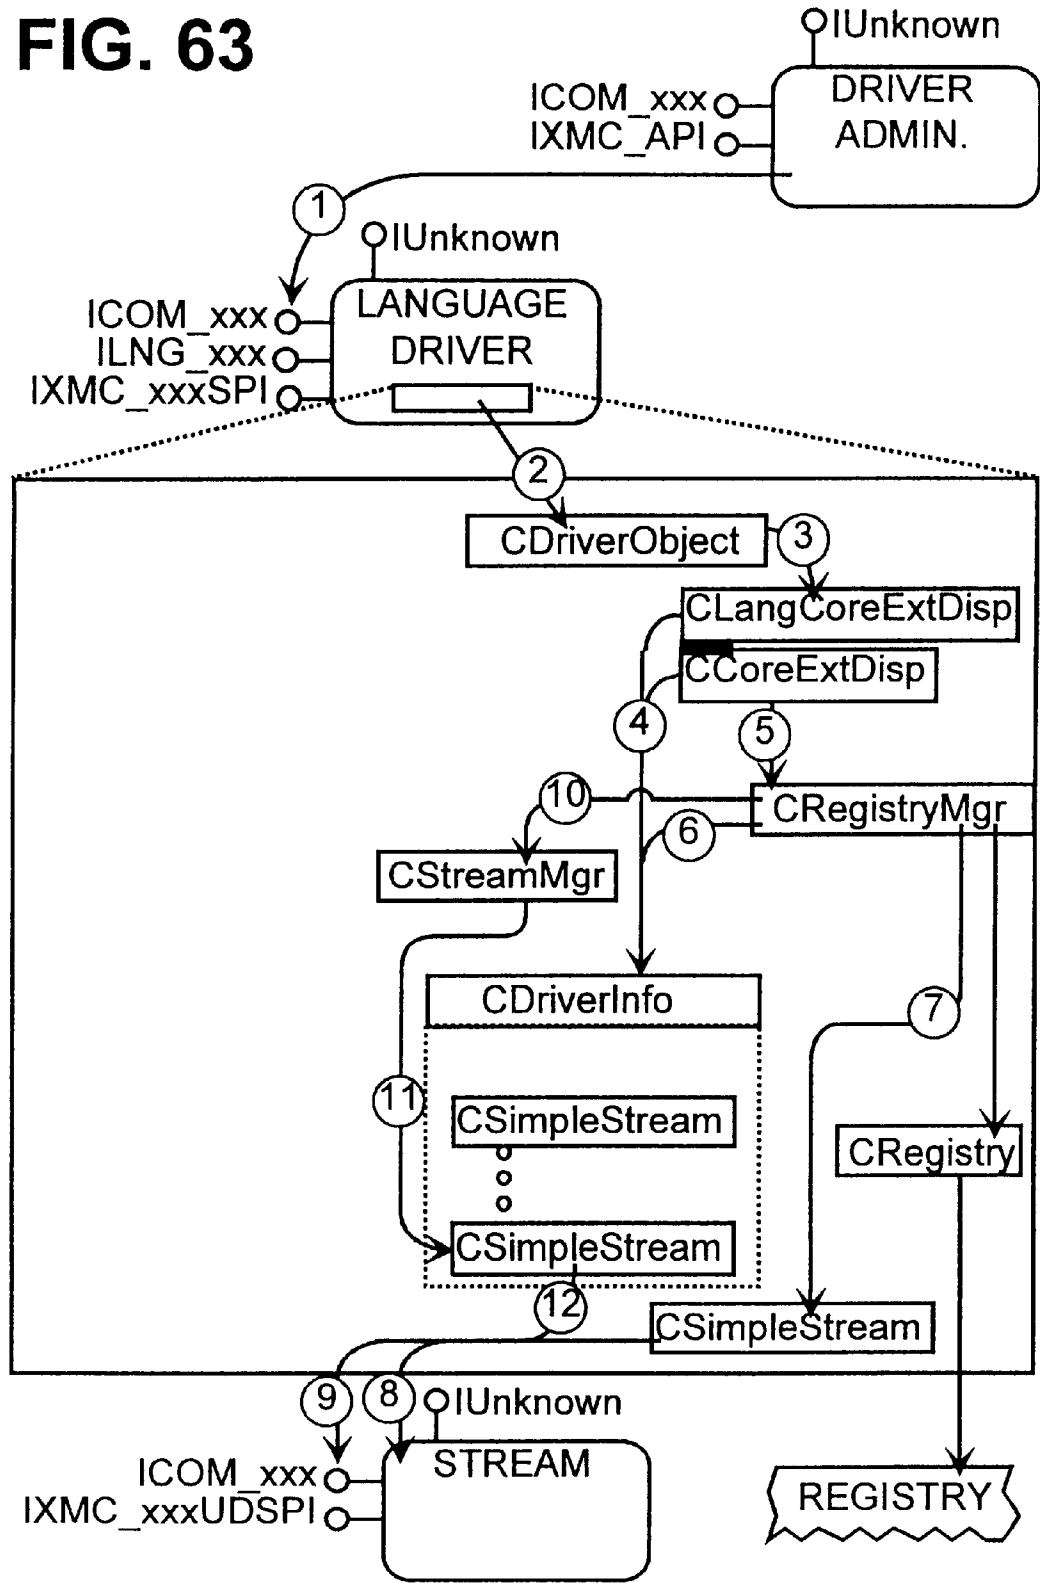 FIG. 63
IUnknown
DRIVER
ADMIN.
ICOM_xxx
IXMC_API
1
IUnknown
LANGUAGE
DRIVER
ICOM_xxx
ILNG_xxx
IXMC_xxxSPI
2
CDriverObject
3
CLangCoreExtDisp
CCoreExtDisp
4
5
10
CRegistryMgr
6
CStreamMgr
CDriverInfo
7
11
CSimpleStream
CRegistry
CSimpleStream
12
CSimpleStream
9
8
IUnknown
STREAM
ICOM_xxx
IXMC_xxxUDSPI
REGISTRY